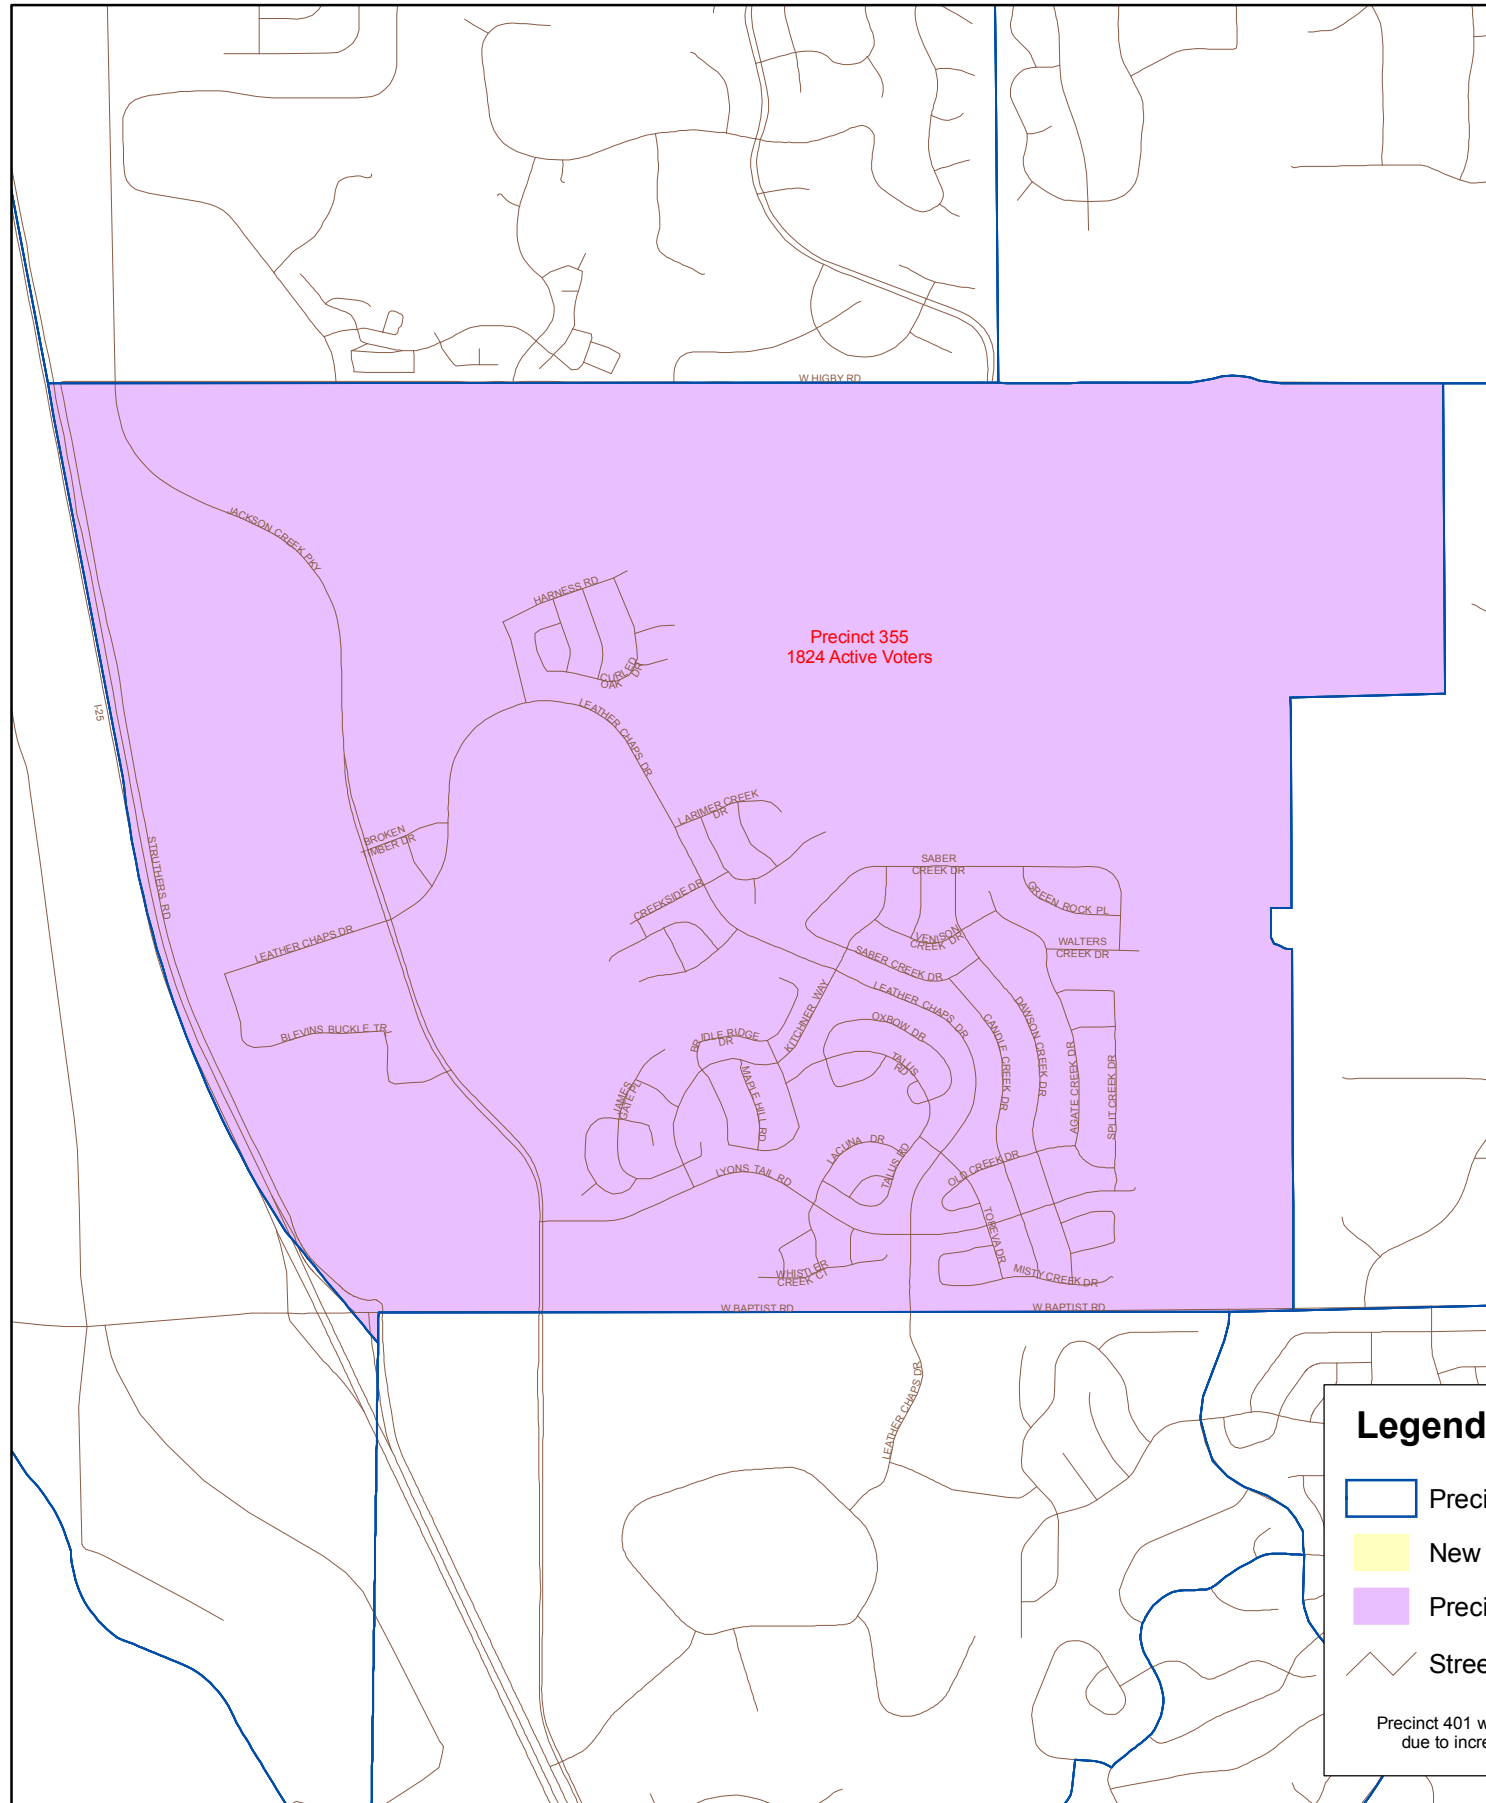 W HIGBY RD
JACKSON CREEK PKY
HARNESS RD
Precinct 355
1824 Active Voters
CURLED
OAK DR
I-25
LEATHER CHAPS DR
LARIMER CREEK
DR
BROKEN
TIMBER DR
STRUTHERS RD
SABER
CREEK DR
CREEKSIDE DR
GREEN ROCK PL
LEATHER CHAPS DR
VENISON
CREEK DR
WALTERS
CREEK DR
SABER CREEK DR
KITCHNER WAY
LEATHER CHAPS DR
DAWSON CREEK DR
CANDLE CREEK DR
OXBOW DR
BLEVINS BUCKLE TR
BRIDLE RIDGE
DR
TALUS
RD
MAPLE HILL RD
JAMES
GATE PL
AGATE CREEK DR
SPLIT CREEK DR
LACUNA DR
TALUS RD
OLD CREEK DR
LYONS TAIL RD
TOREVA DR
WHISTLER
CREEK CT
MISTY CREEK DR
W BAPTIST RD
W BAPTIST RD
LEATHER CHAPS DR
Legend
Preci
New
Preci
Stree
Precinct 401 w
due to incre